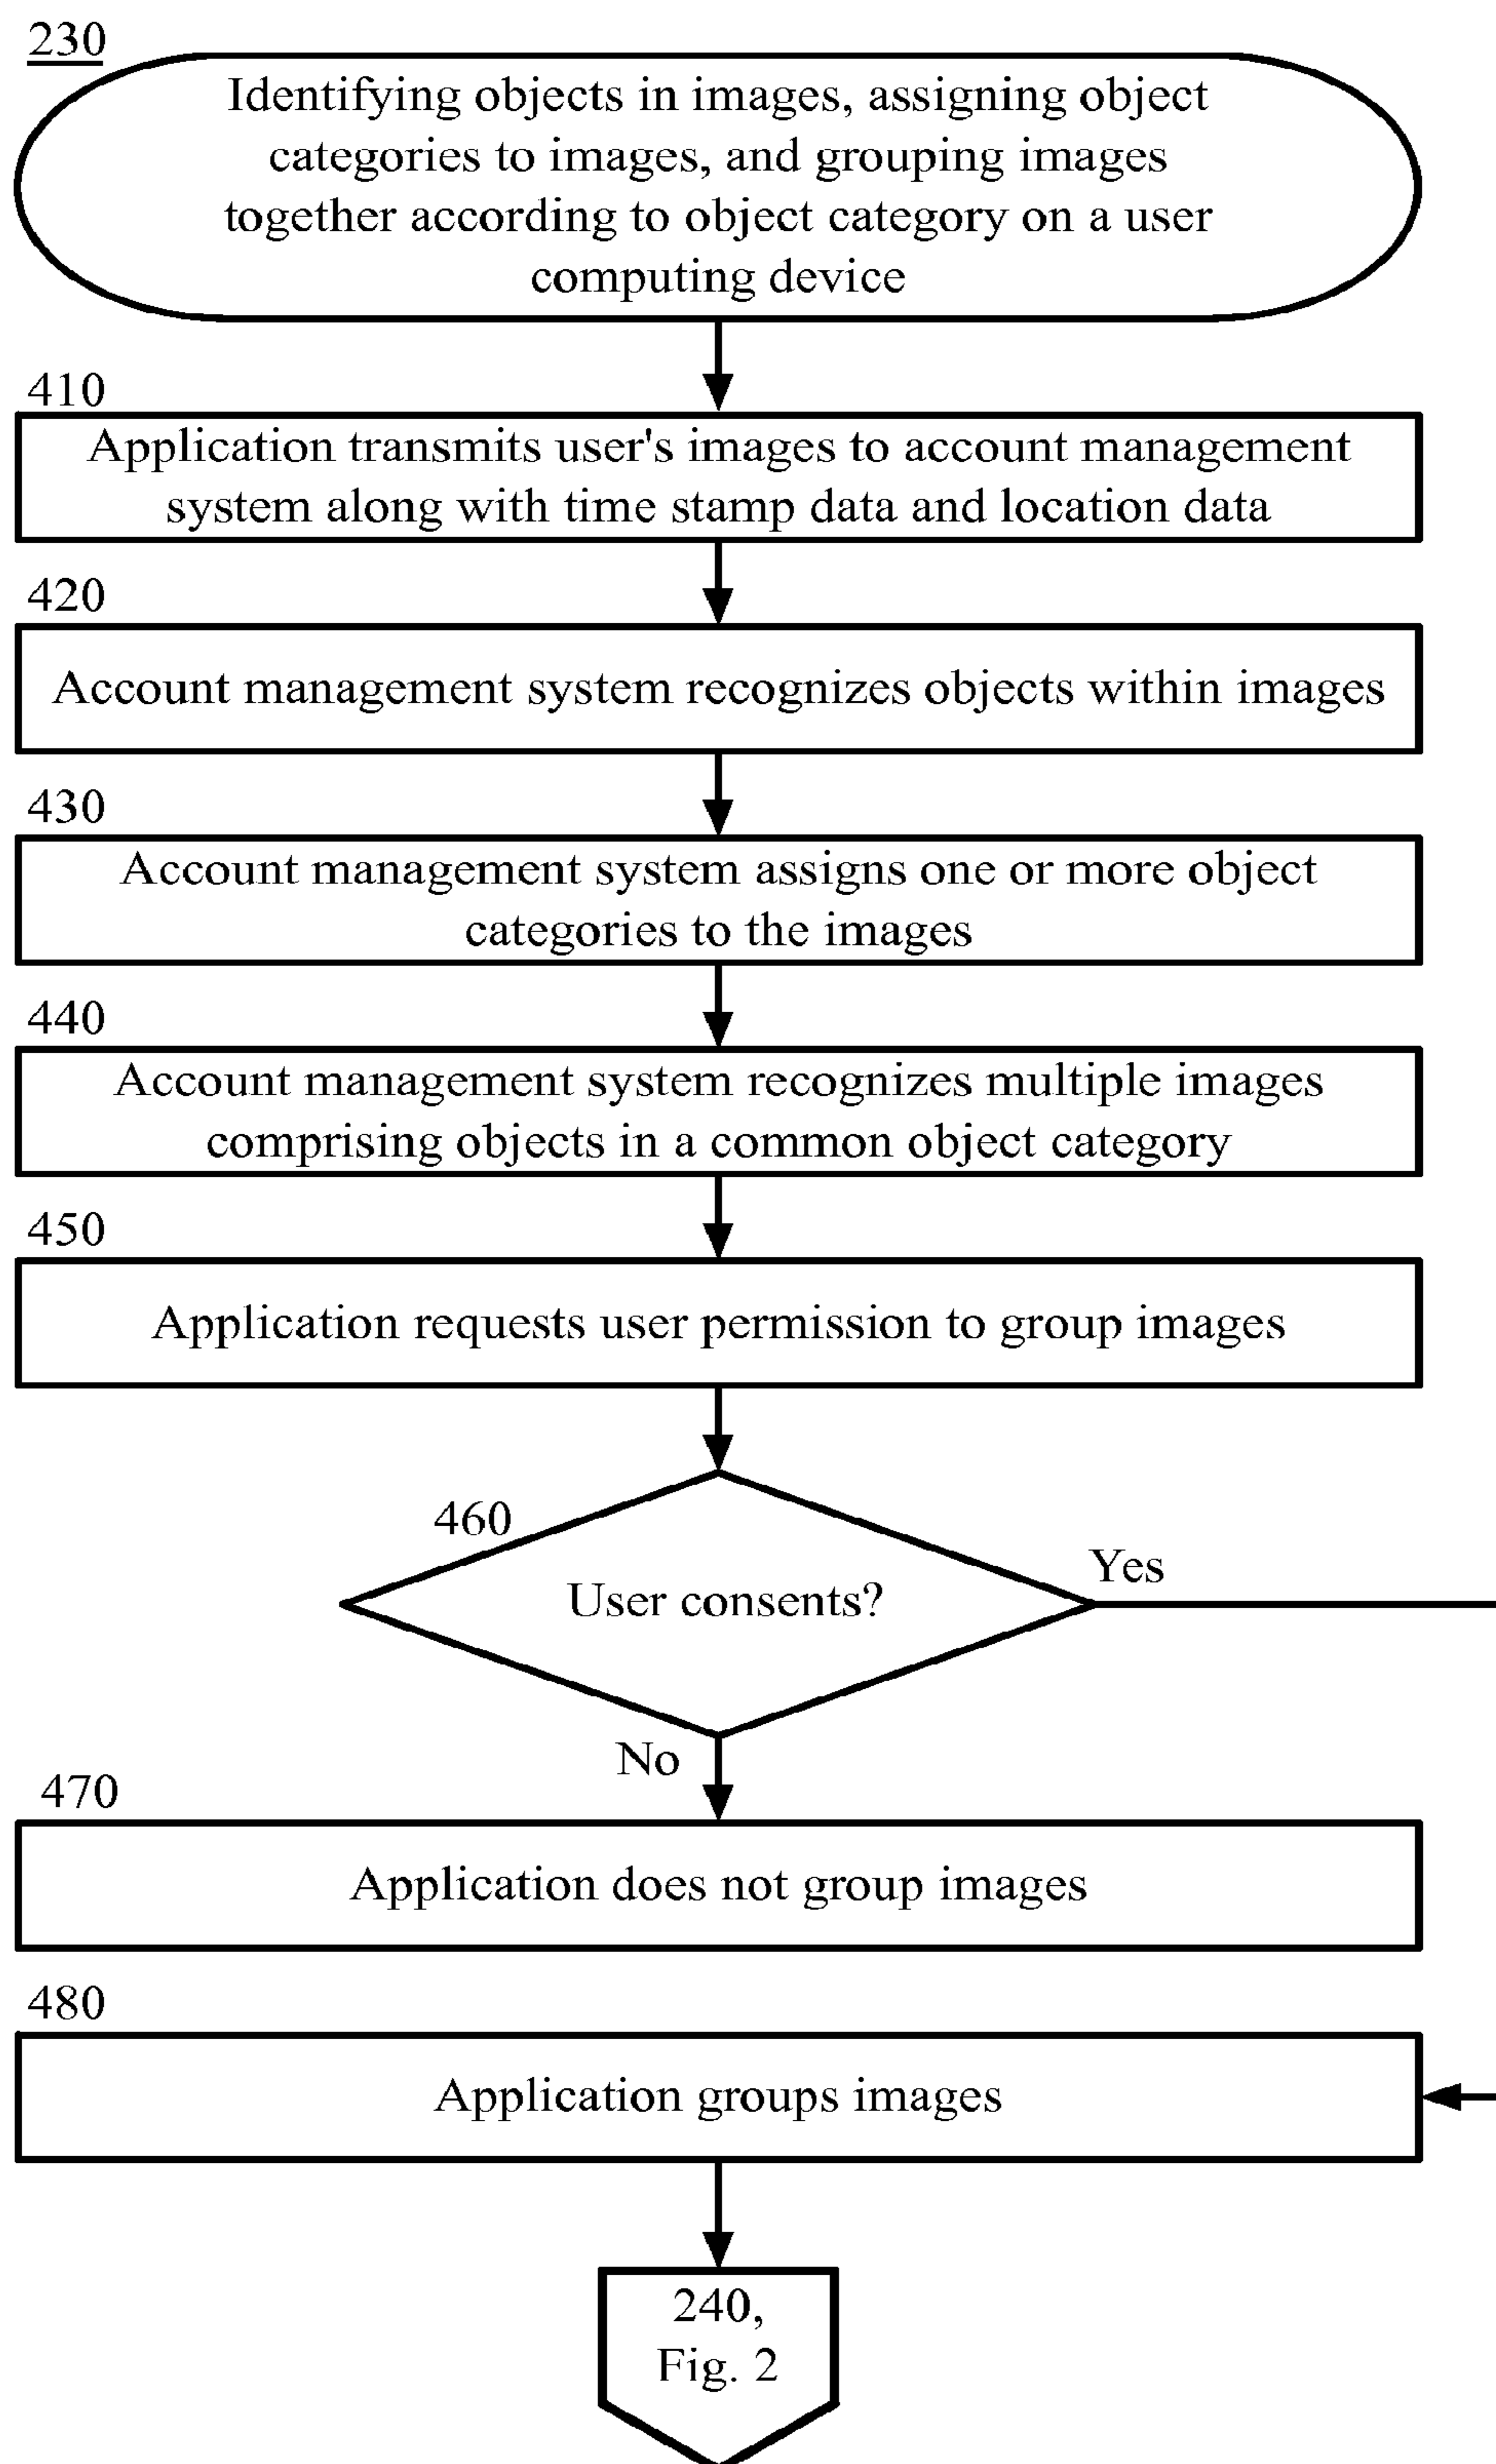 230
Identifying objects in images, assigning object
categories to images, and grouping images
together according to object category on a user
computing device
410
Application transmits user's images to account management
system along with time stamp data and location data
420
Account management system recognizes objects within images
430
Account management system assigns one or more object
categories to the images
440
Account management system recognizes multiple images
comprising objects in a common object category
450
Application requests user permission to group images
460
User consents?
Yes
No
470
Application does not group images
480
Application groups images
240,
Fig. 2